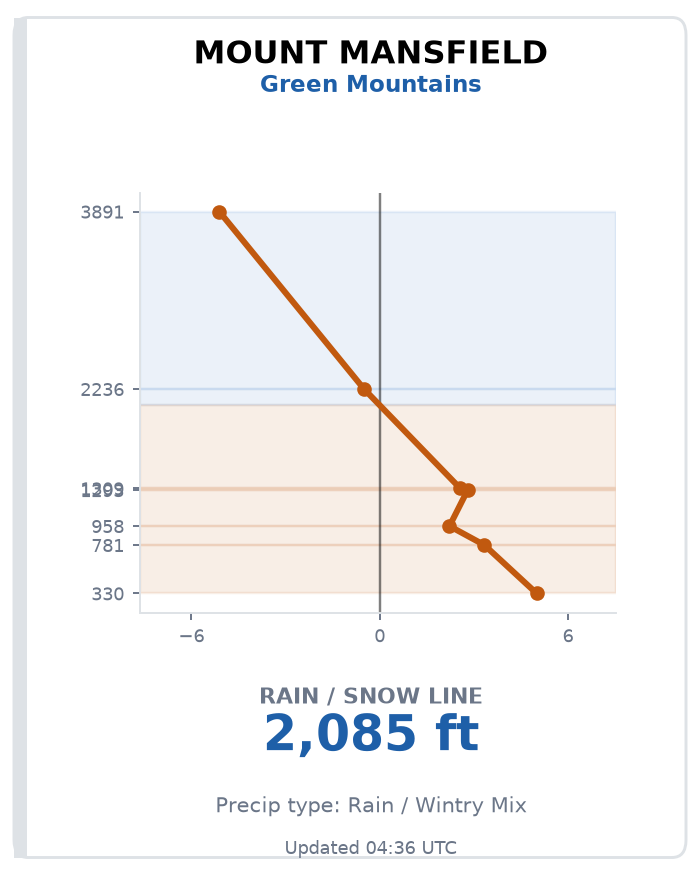 MOUNT MANSFIELD
Green Mountains
3891
2236
958
781
330
−6 0 6
RAIN / SNOW LINE
2,085 ft
Precip type: Rain / Wintry Mix
Updated 04:36 UTC